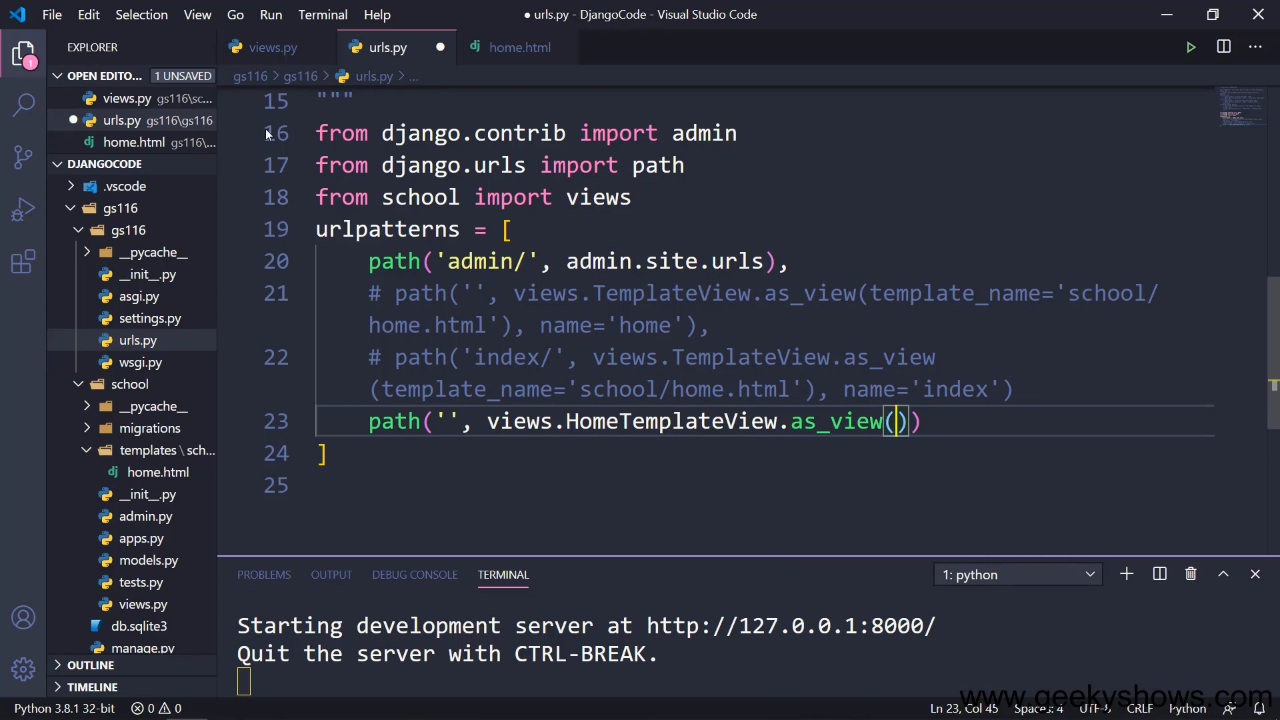 File Edit Selection View Go Run Terminal Help
● urls.py - DjangoCode - Visual Studio Code
EXPLORER
OPEN EDITO... 1 UNSAVED
views.py gs116\sc...
urls.py gs116\gs116
home.html gs116\...
DJANGOCODE
.vscode
gs116
gs116
__pycache__
__init__.py
asgi.py
settings.py
urls.py
wsgi.py
school
__pycache__
migrations
templates \ sch...
home.html
__init__.py
admin.py
apps.py
models.py
tests.py
views.py
db.sqlite3
manage.py
OUTLINE
TIMELINE
1
views.py urls.py home.html
gs116 > gs116 > urls.py > ...
15 """
16 from django.contrib import admin
17 from django.urls import path
18 from school import views
19 urlpatterns = [
20 path('admin/', admin.site.urls),
21 # path('', views.TemplateView.as_view(template_name='school/
home.html'), name='home'),
22 # path('index/', views.TemplateView.as_view
(template_name='school/home.html'), name='index')
23 path('', views.HomeTemplateView.as_view())
24 ]
25
PROBLEMS OUTPUT DEBUG CONSOLE TERMINAL
1: python
Starting development server at http://127.0.0.1:8000/
Quit the server with CTRL-BREAK.
www.geekyshows.com
Python 3.8.1 32-bit 0 0
Ln 23, Col 45 Spaces: 4 UTF-8 CRLF Python